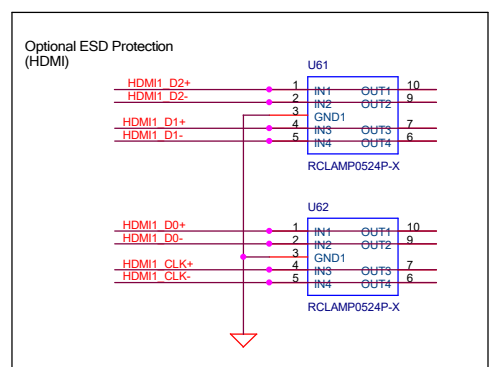 Optional ESD Protection
(HDMI)
U61
HDMI1_D2+ 1 IN1 OUT1 10
HDMI1_D2- 2 IN2 OUT2 9
3 GND1
HDMI1_D1+ 4 IN3 OUT3 7
HDMI1_D1- 5 IN4 OUT4 6
RCLAMP0524P-X
U62
HDMI1_D0+ 1 IN1 OUT1 10
HDMI1_D0- 2 IN2 OUT2 9
3 GND1
HDMI1_CLK+ 4 IN3 OUT3 7
HDMI1_CLK- 5 IN4 OUT4 6
RCLAMP0524P-X